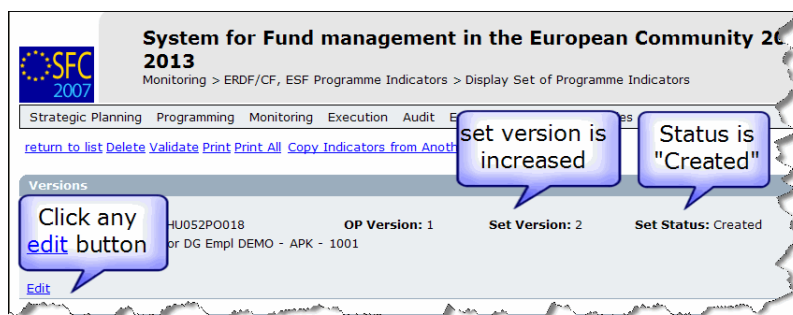 System for Fund management in the European Community
2013
SFC
2007
Monitoring > ERDF/CF, ESF Programme Indicators > Display Set of Programme Indicators
Strategic Planning Programming Monitoring Execution Audit
return to list Delete Validate Print Print All Copy Indicators from
set version is
increased
Status is
"Created"
Versions
Click any
edit button
HU052PO018 OP Version: 1 Set Version: 2 Set Status: Created
or DG Empl DEMO - APK - 1001
Edit